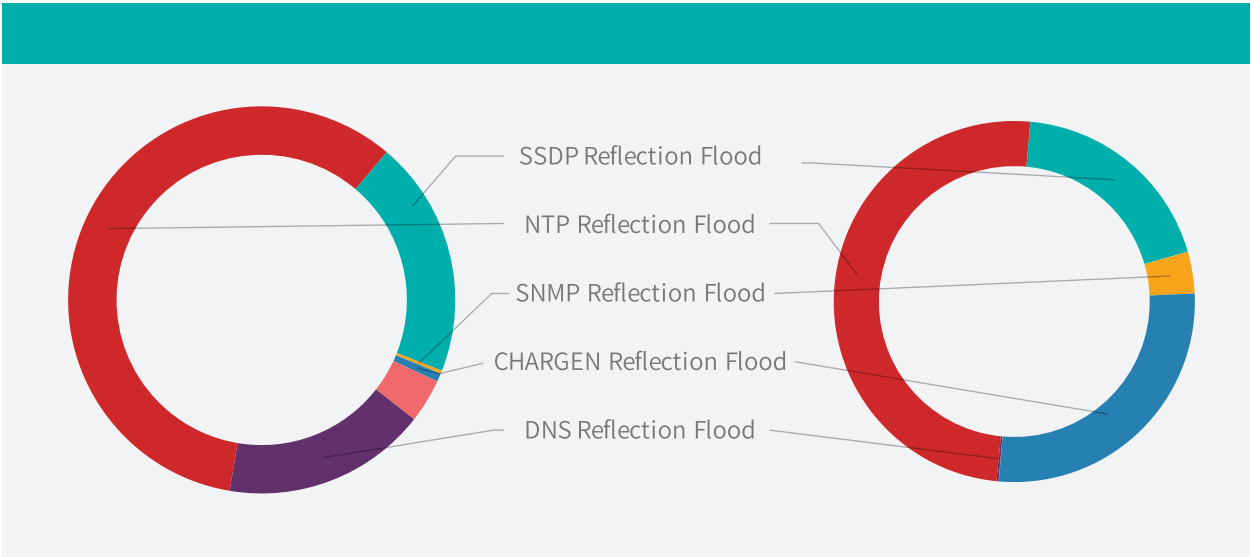 SSDP Reflection Flood
NTP Reflection Flood
SNMP Reflection Flood
CHARGEN Reflection Flood
DNS Reflection Flood